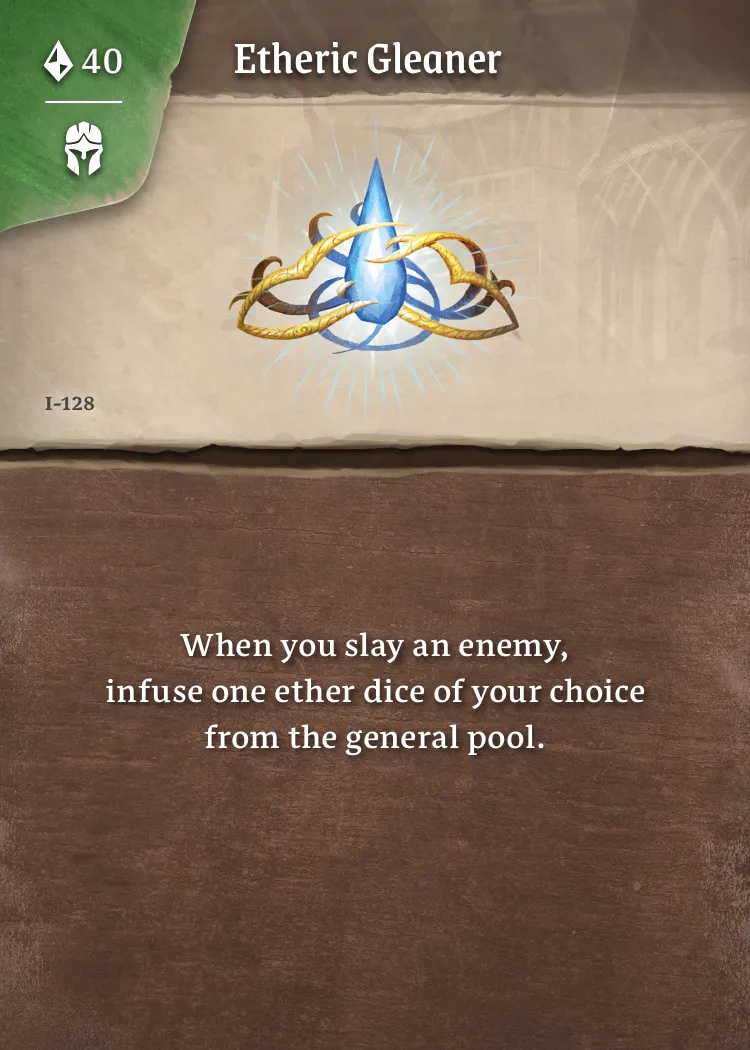 40
Etheric Gleaner
I-128
When you slay an enemy,
infuse one ether dice of your choice
from the general pool.